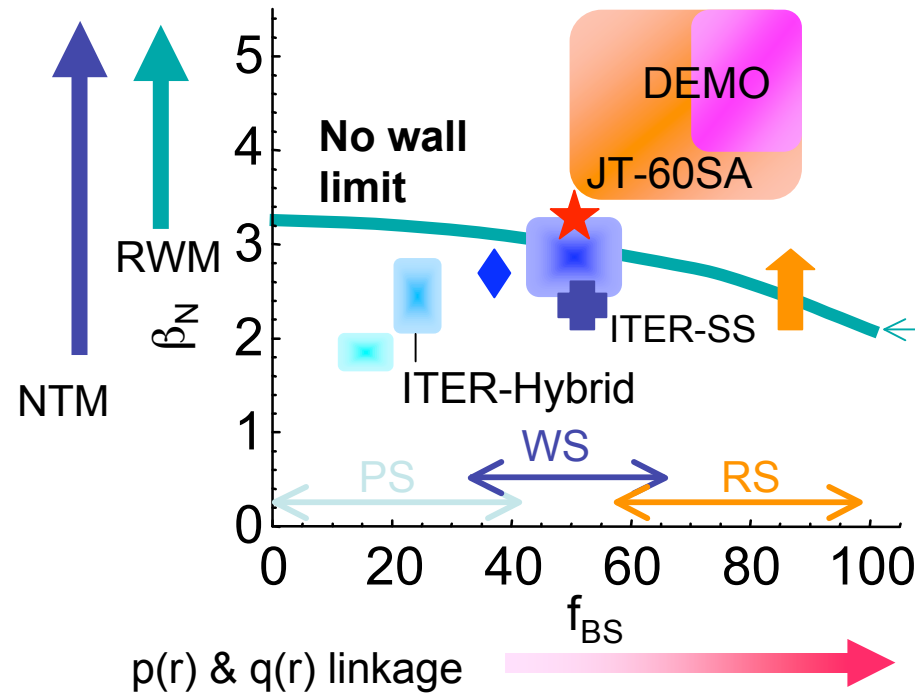 5
DEMO
No wall
limit
4
JT-60SA
3
RWM
β_N
2
ITER-SS
NTM
ITER-Hybrid
1
WS
PS
RS
0
0 20 40 60 80 100
f_BS
p(r) & q(r) linkage